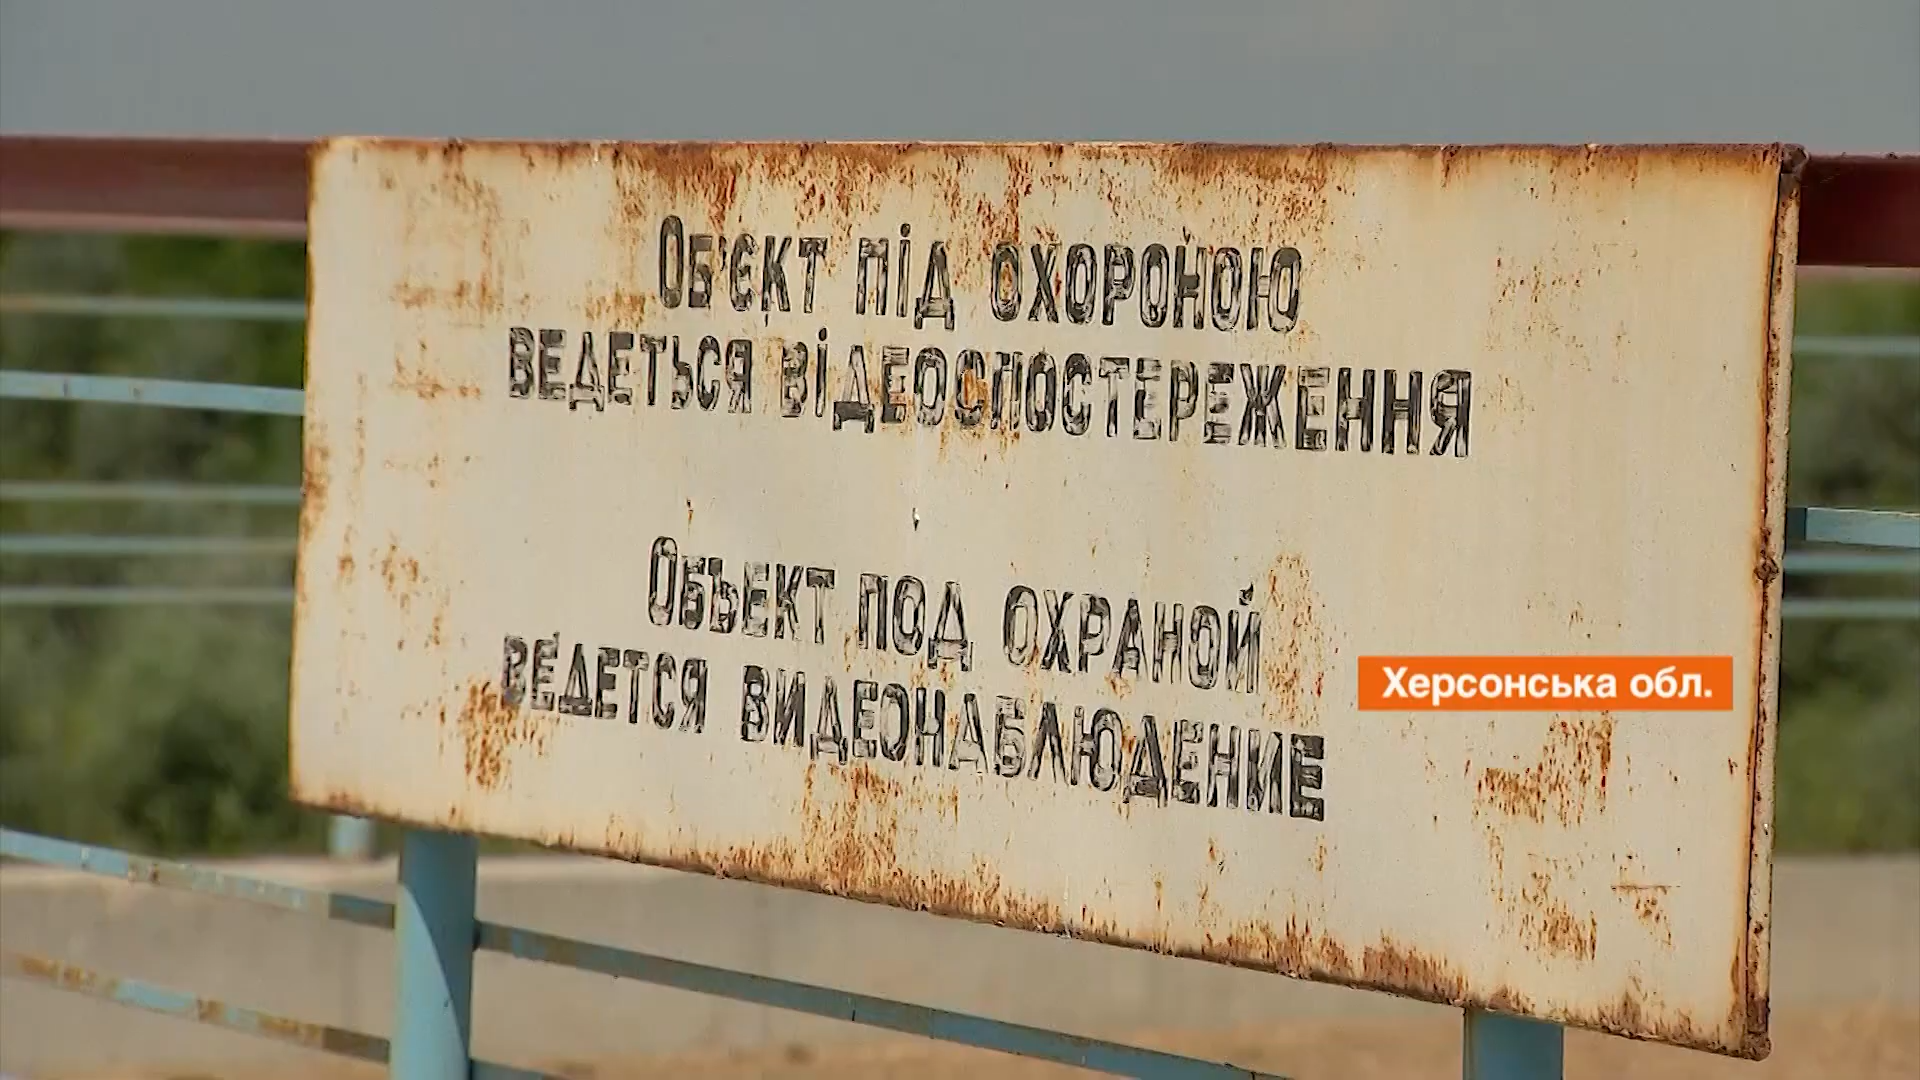 Об'єкт під охороною
ведеться відеоспостереження
Объект под охраной
ведется видеонаблюдение
Херсонська обл.